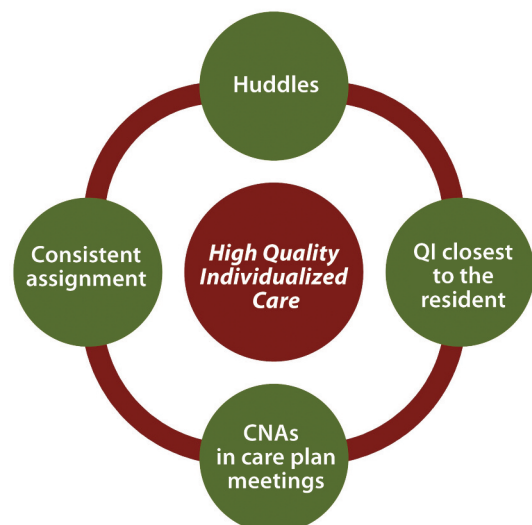 Huddles
Consistent
assignment
High Quality
Individualized
Care
QI closest
to the
resident
CNAs
in care plan
meetings